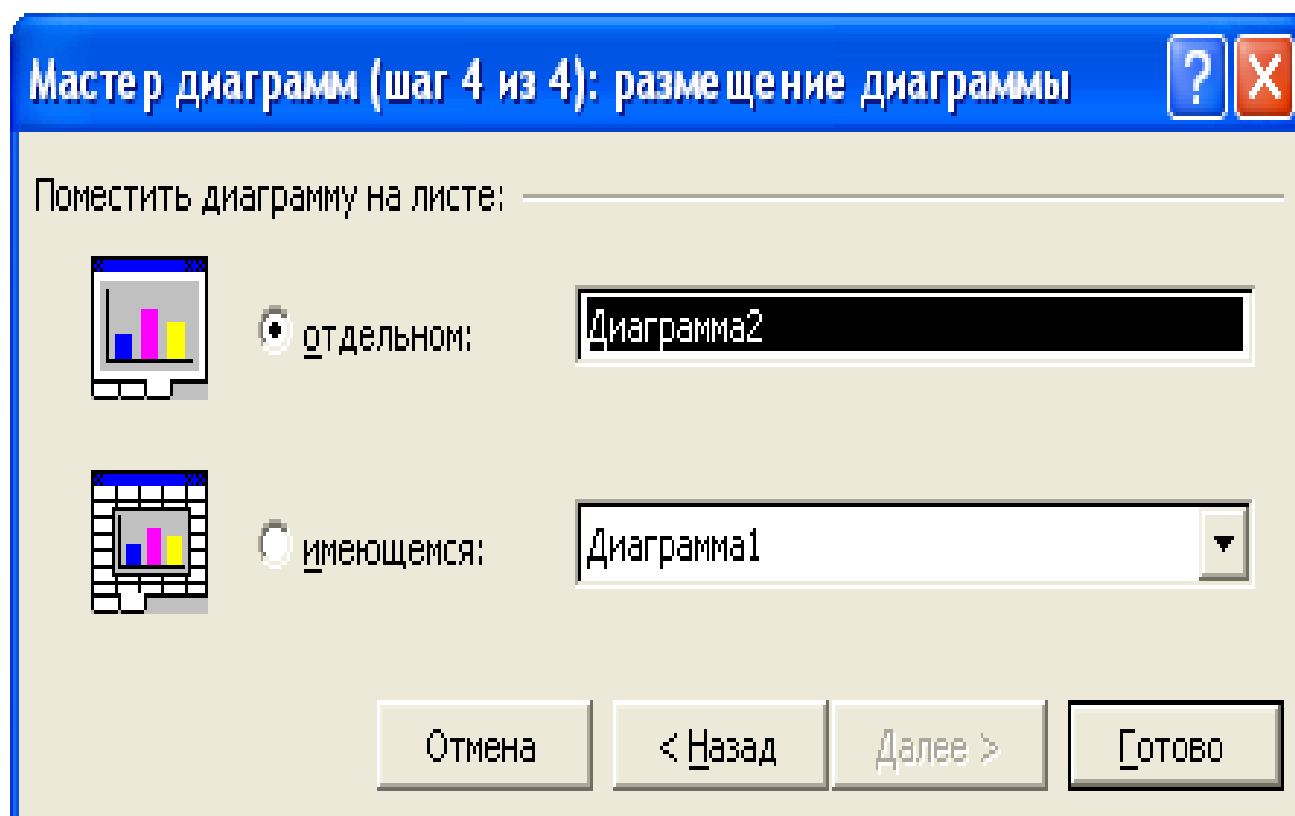 Мастер диаграмм (шаг 4 из 4): размещение диаграммы
Поместить диаграмму на листе:
отдельном: Диаграмма2
имеющемся: Диаграмма1
Отмена < Назад Далее > Готово